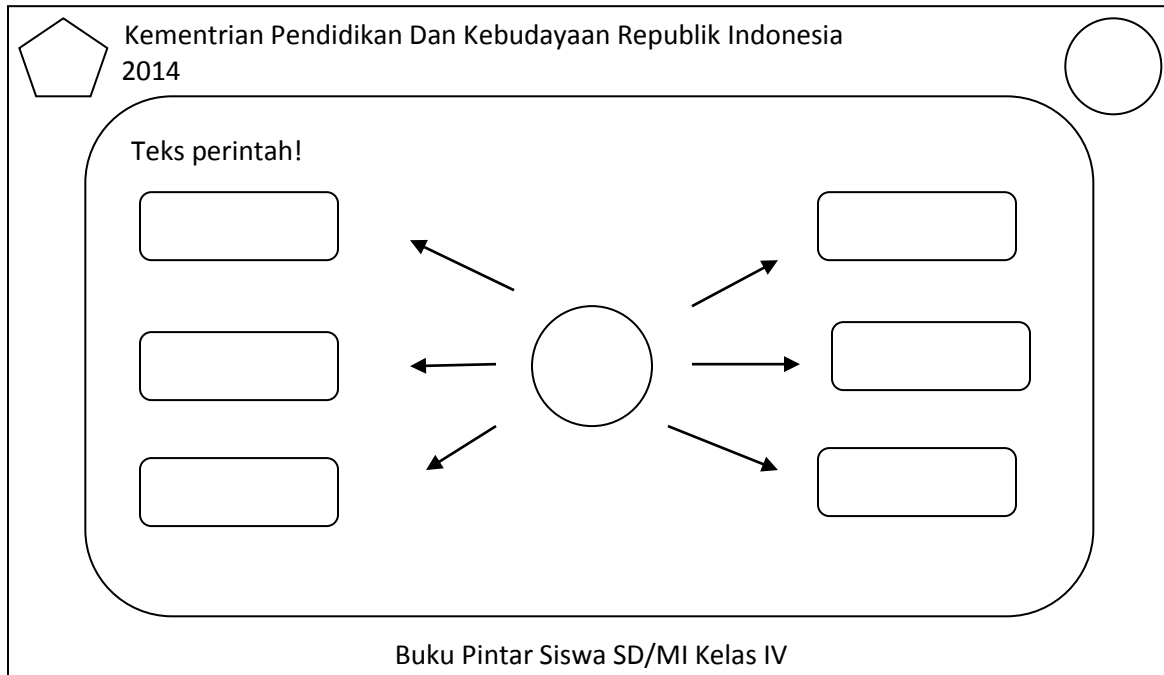 Kementrian Pendidikan Dan Kebudayaan Republik Indonesia
2014
Teks perintah!
Buku Pintar Siswa SD/MI Kelas IV